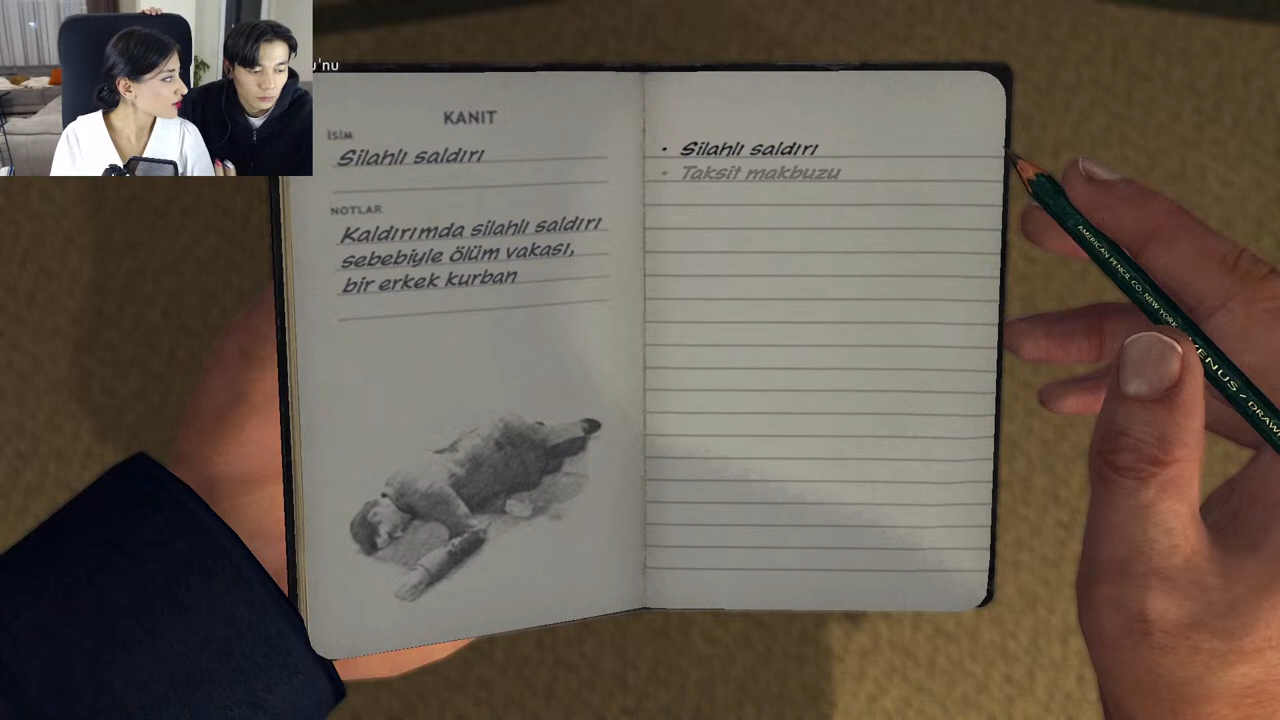 u'nu
KANIT
İSİM
Silahlı saldırı
NOTLAR
Kaldırımda silahlı saldırı
sebebiyle ölüm vakası,
bir erkek kurban
• Silahlı saldırı
• Taksit makbuzu
AMERICAN PENCIL CO. NEW YORK
VENUS / DRAW